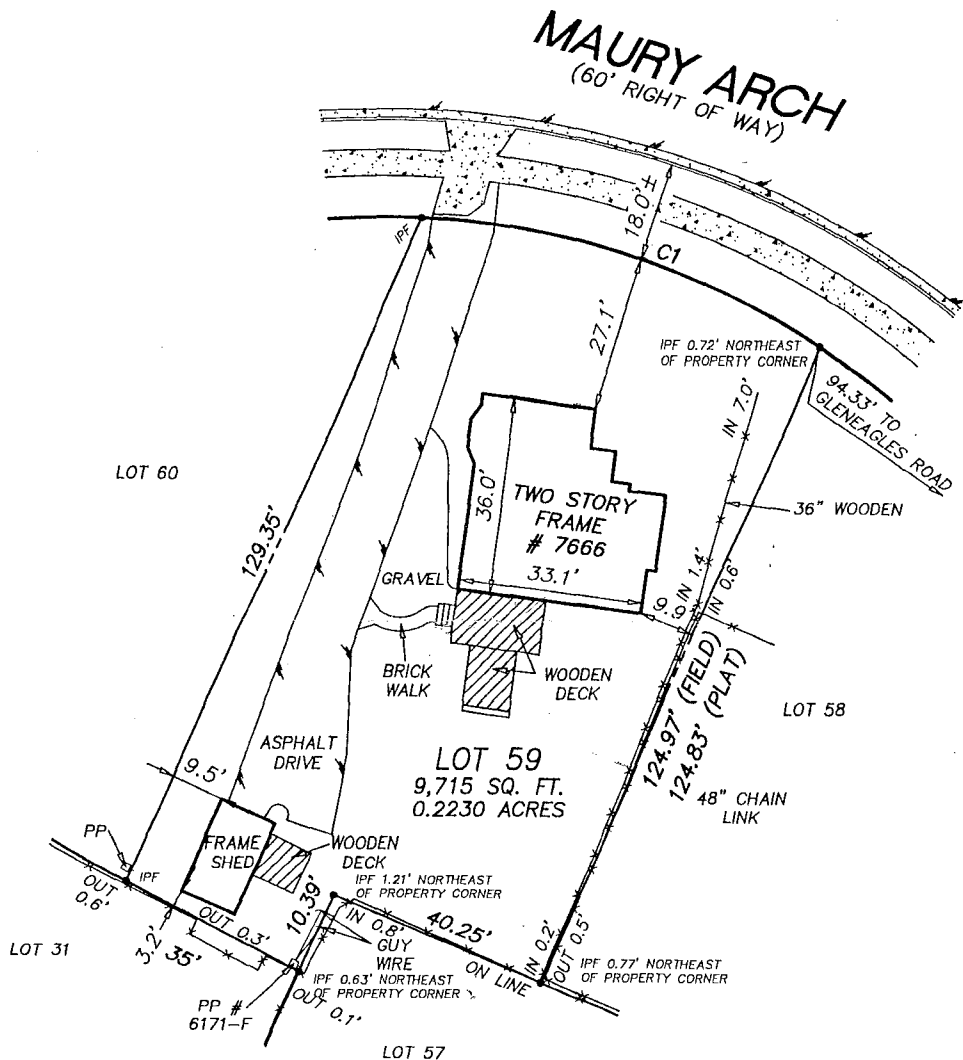 MAURY ARCH
(60' RIGHT OF WAY)
18.0'±
C1
IPF
27.1'
IPF 0.72' NORTHEAST
OF PROPERTY CORNER
94.33' TO
GLENEAGLES ROAD
IN 7.0'
LOT 60
36" WOODEN
129.35'
36.0'
TWO STORY
FRAME
# 7666
33.1'
GRAVEL
IN 1.4'
IN 0.6'
9.9'
BRICK
WALK
WOODEN
DECK
124.97' (FIELD)
124.83' (PLAT)
LOT 58
ASPHALT
DRIVE
LOT 59
9,715 SQ. FT.
0.2230 ACRES
9.5'
48" CHAIN
LINK
FRAME
SHED
WOODEN
DECK
PP
IPF
IPF 1.21' NORTHEAST
OF PROPERTY CORNER
OUT
0.6'
10.39'
IN 0.8'
40.25'
OUT 0.3'
GUY
WIRE
IN 0.2'
OUT 0.5'
3.2'
35'
LOT 31
ON LINE
IPF 0.77' NORTHEAST
OF PROPERTY CORNER
IPF 0.63' NORTHEAST
OF PROPERTY CORNER
OUT 0.1'
PP #
6171-F
LOT 57